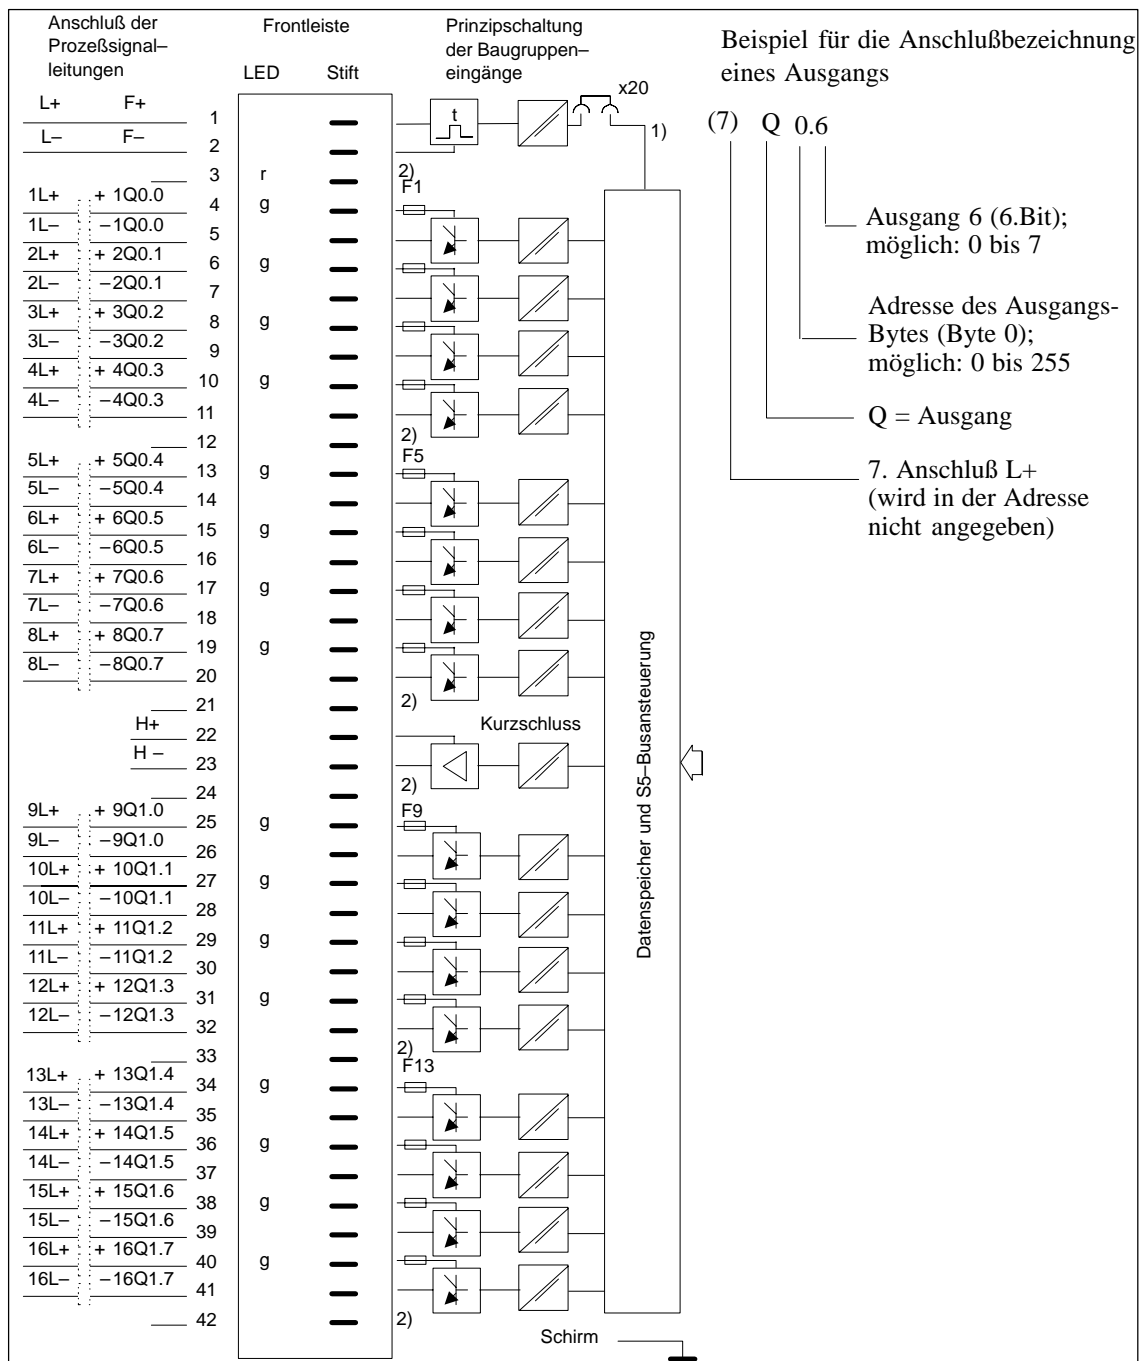 Anschluß der
Prozeßsignal–
leitungen
Frontleiste
LED Stift
Prinzipschaltung
der Baugruppen–
eingänge
Beispiel für die Anschlußbezeichnung
eines Ausgangs
x20
1)
t
L+ F+ 1
L– F– 2
3 r 2)
F1
1L+ + 1Q0.0 4 g
1L– –1Q0.0 5
2L+ + 2Q0.1 6 g
2L– –2Q0.1 7
3L+ + 3Q0.2 8 g
3L– –3Q0.2 9
4L+ + 4Q0.3 10 g
4L– –4Q0.3 11
12 2)
F5
5L+ + 5Q0.4 13 g
5L– –5Q0.4 14
6L+ + 6Q0.5 15 g
6L– –6Q0.5 16
7L+ + 7Q0.6 17 g
7L– –7Q0.6 18
8L+ + 8Q0.7 19 g
8L– –8Q0.7 20
21 2)
H+ 22 Kurzschluss
H – 23
24 2)
F9
9L+ + 9Q1.0 25 g
9L– –9Q1.0 26
10L+ + 10Q1.1 27 g
10L– –10Q1.1 28
11L+ + 11Q1.2 29 g
11L– –11Q1.2 30
12L+ + 12Q1.3 31 g
12L– –12Q1.3 32
33 2)
F13
13L+ + 13Q1.4 34 g
13L– –13Q1.4 35
14L+ + 14Q1.5 36 g
14L– –14Q1.5 37
15L+ + 15Q1.6 38 g
15L– –15Q1.6 39
16L+ + 16Q1.7 40 g
16L– –16Q1.7 41
42 2)
Schirm
Datenspeicher und S5–Busansteuerung
(7) Q 0.6
Ausgang 6 (6.Bit);
möglich: 0 bis 7
Adresse des Ausgangs-
Bytes (Byte 0);
möglich: 0 bis 255
Q = Ausgang
7. Anschluß L+
(wird in der Adresse
nicht angegeben)